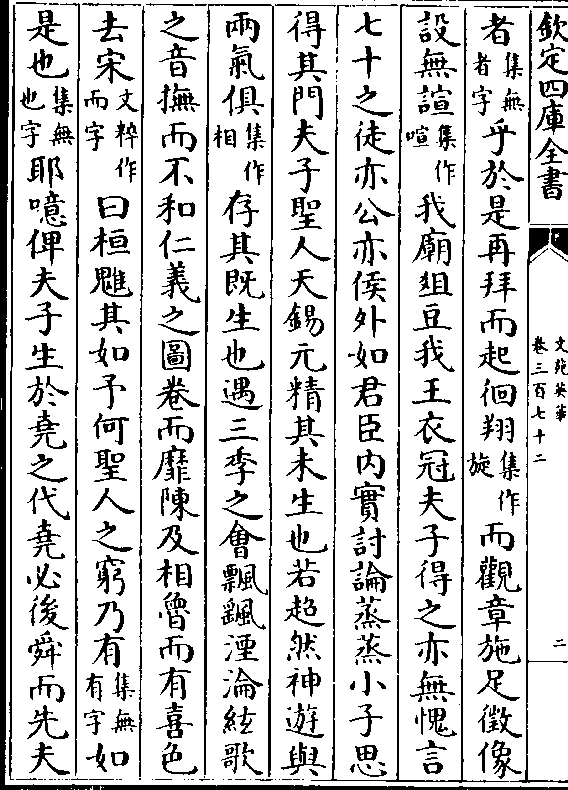 欽定四庫全書
文苑英華
卷三百七十二
二
者集無者字乎於是再拜而起徊翔集作旋而觀章施足徵像
設無諠集作喧我廟俎豆我王衣冠夫子得之亦無愧言
七十之徒亦公亦侯外如君臣内實討論蒸蒸小子思
得其門夫子聖人天錫元精其未生也若超然神遊與
兩氣俱集作相存其既生也遇三季之會飄颻湮淪絃歌
之音撫而不和仁義之圖卷而靡陳及相魯而有喜色
去宋文粹作而字曰桓魋其如予何聖人之窮乃有集無有字如
是也集無也字耶噫俾夫子生於堯之代堯必後舜而先夫